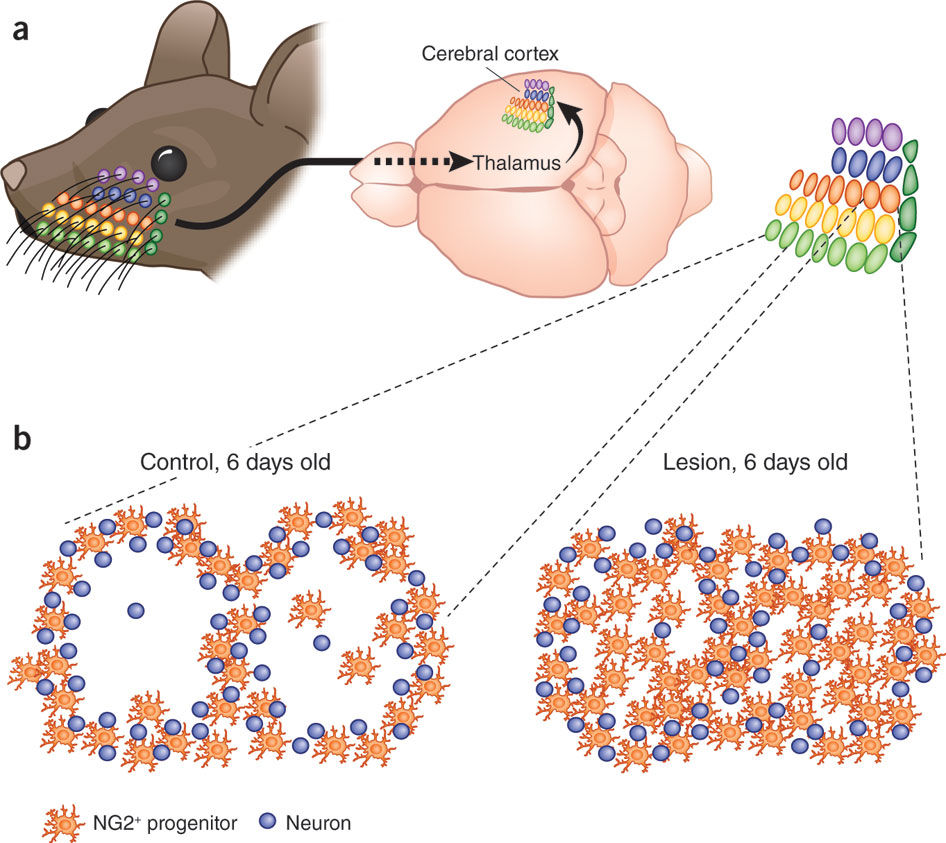 a
Cerebral cortex
Thalamus
b
Control, 6 days old
Lesion, 6 days old
NG2⁺ progenitor
Neuron